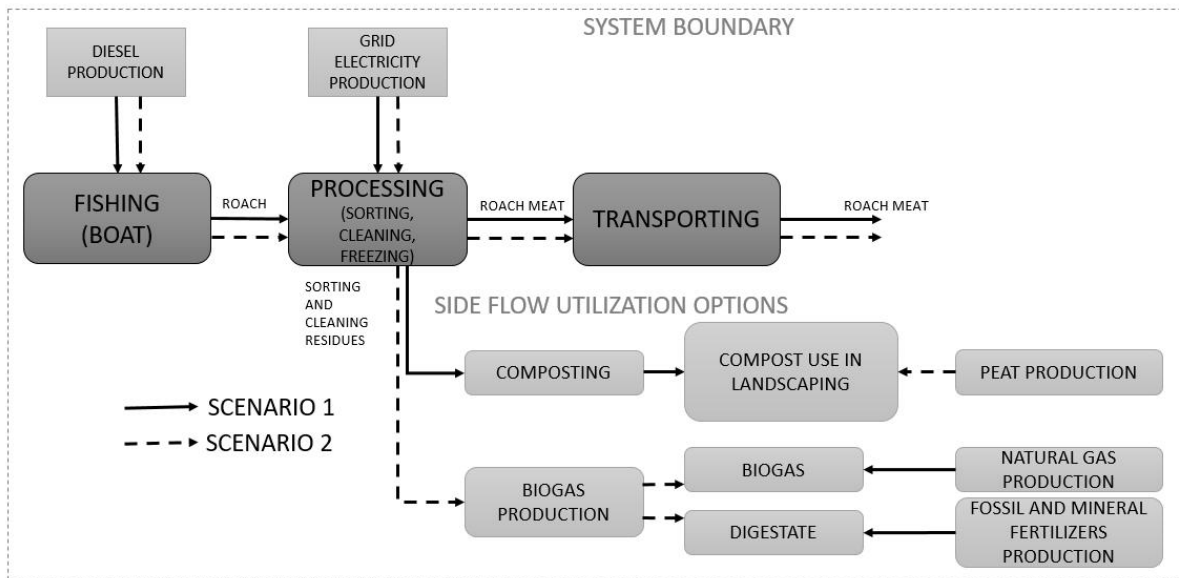 SYSTEM BOUNDARY
DIESEL
PRODUCTION
GRID
ELECTRICITY
PRODUCTION
FISHING
(BOAT)
ROACH
PROCESSING
(SORTING,
CLEANING,
FREEZING)
ROACH MEAT
TRANSPORTING
ROACH MEAT
SORTING
AND
CLEANING
RESIDUES
SIDE FLOW UTILIZATION OPTIONS
COMPOSTING
COMPOST USE IN
LANDSCAPING
PEAT PRODUCTION
SCENARIO 1
SCENARIO 2
BIOGAS
PRODUCTION
BIOGAS
NATURAL GAS
PRODUCTION
DIGESTATE
FOSSIL AND MINERAL
FERTILIZERS
PRODUCTION